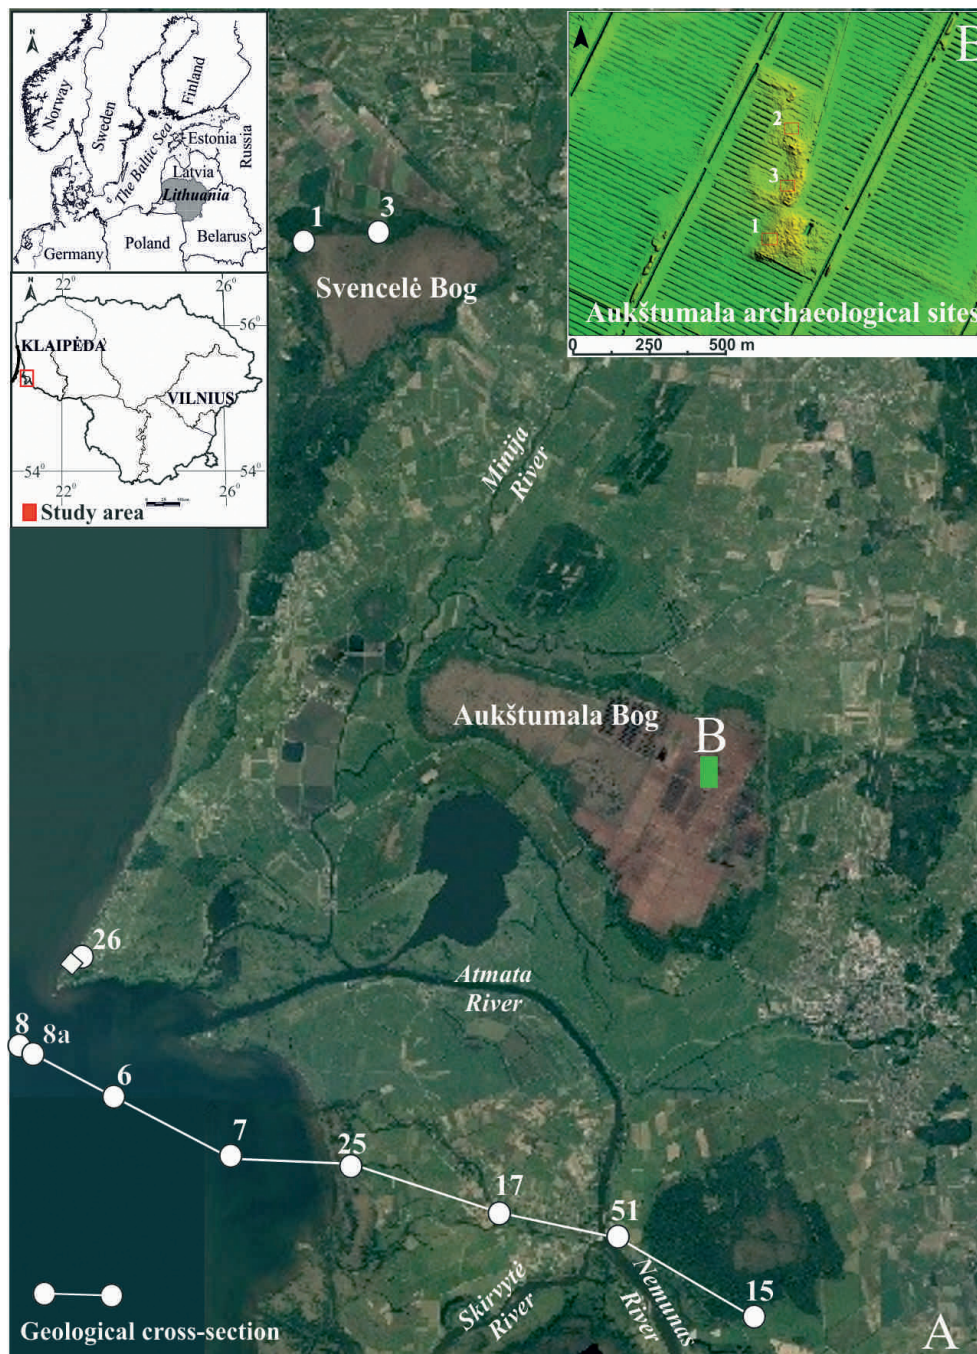 N
Norway
Sweden
Finland
The Baltic Sea
Estonia
Russia
Latvia
Lithuania
Belarus
Poland
Germany
N
22°
26°
56°
KLAIPĖDA
VILNIUS
54°
54°
22°
26°
Study area
1
3
Svencelė Bog
N
2
3
1
Aukštumala archaeological sites
0 250 500 m
Minija
River
Aukštumala Bog
B
26
Atmata
River
8
8a
6
7
25
17
51
15
Skirvytė
River
Nemunas
River
Geological cross-section
A